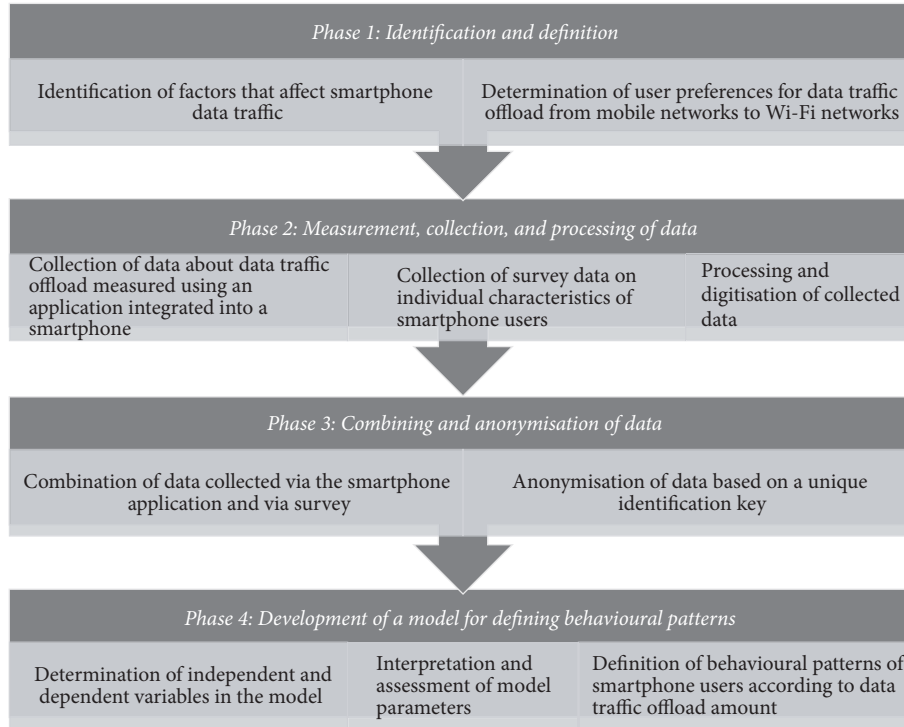 Phase 1: Identification and definition
Identification of factors that affect smartphone
data traffic
Determination of user preferences for data traffic
offload from mobile networks to Wi-Fi networks
Phase 2: Measurement, collection, and processing of data
Collection of data about data traffic
offload measured using an
application integrated into a
smartphone
Collection of survey data on
individual characteristics of
smartphone users
Processing and
digitisation of collected
data
Phase 3: Combining and anonymisation of data
Combination of data collected via the smartphone
application and via survey
Anonymisation of data based on a unique
identification key
Phase 4: Development of a model for defining behavioural patterns
Determination of independent and
dependent variables in the model
Interpretation and
assessment of model
parameters
Definition of behavioural patterns of
smartphone users according to data
traffic offload amount